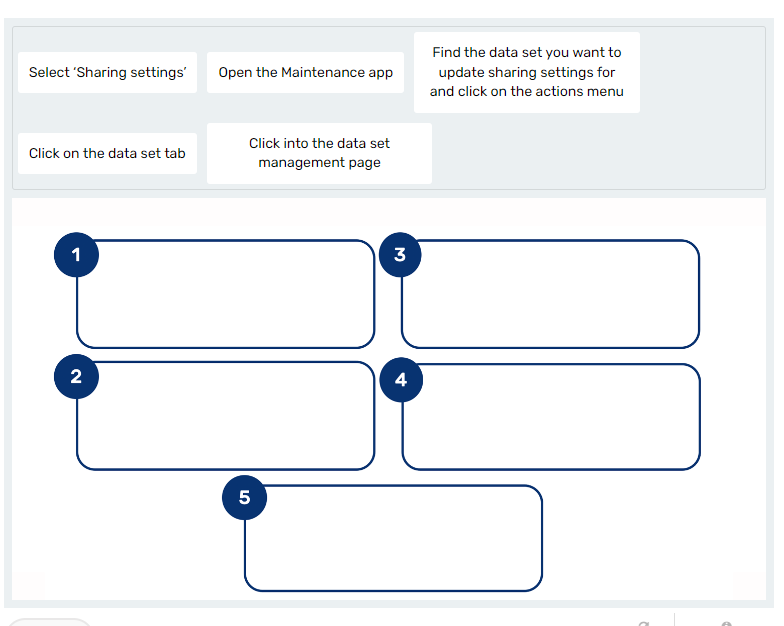 Select ‘Sharing settings’
Open the Maintenance app
Find the data set you want to
update sharing settings for
and click on the actions menu
Click on the data set tab
Click into the data set
management page
1
3
2
4
5